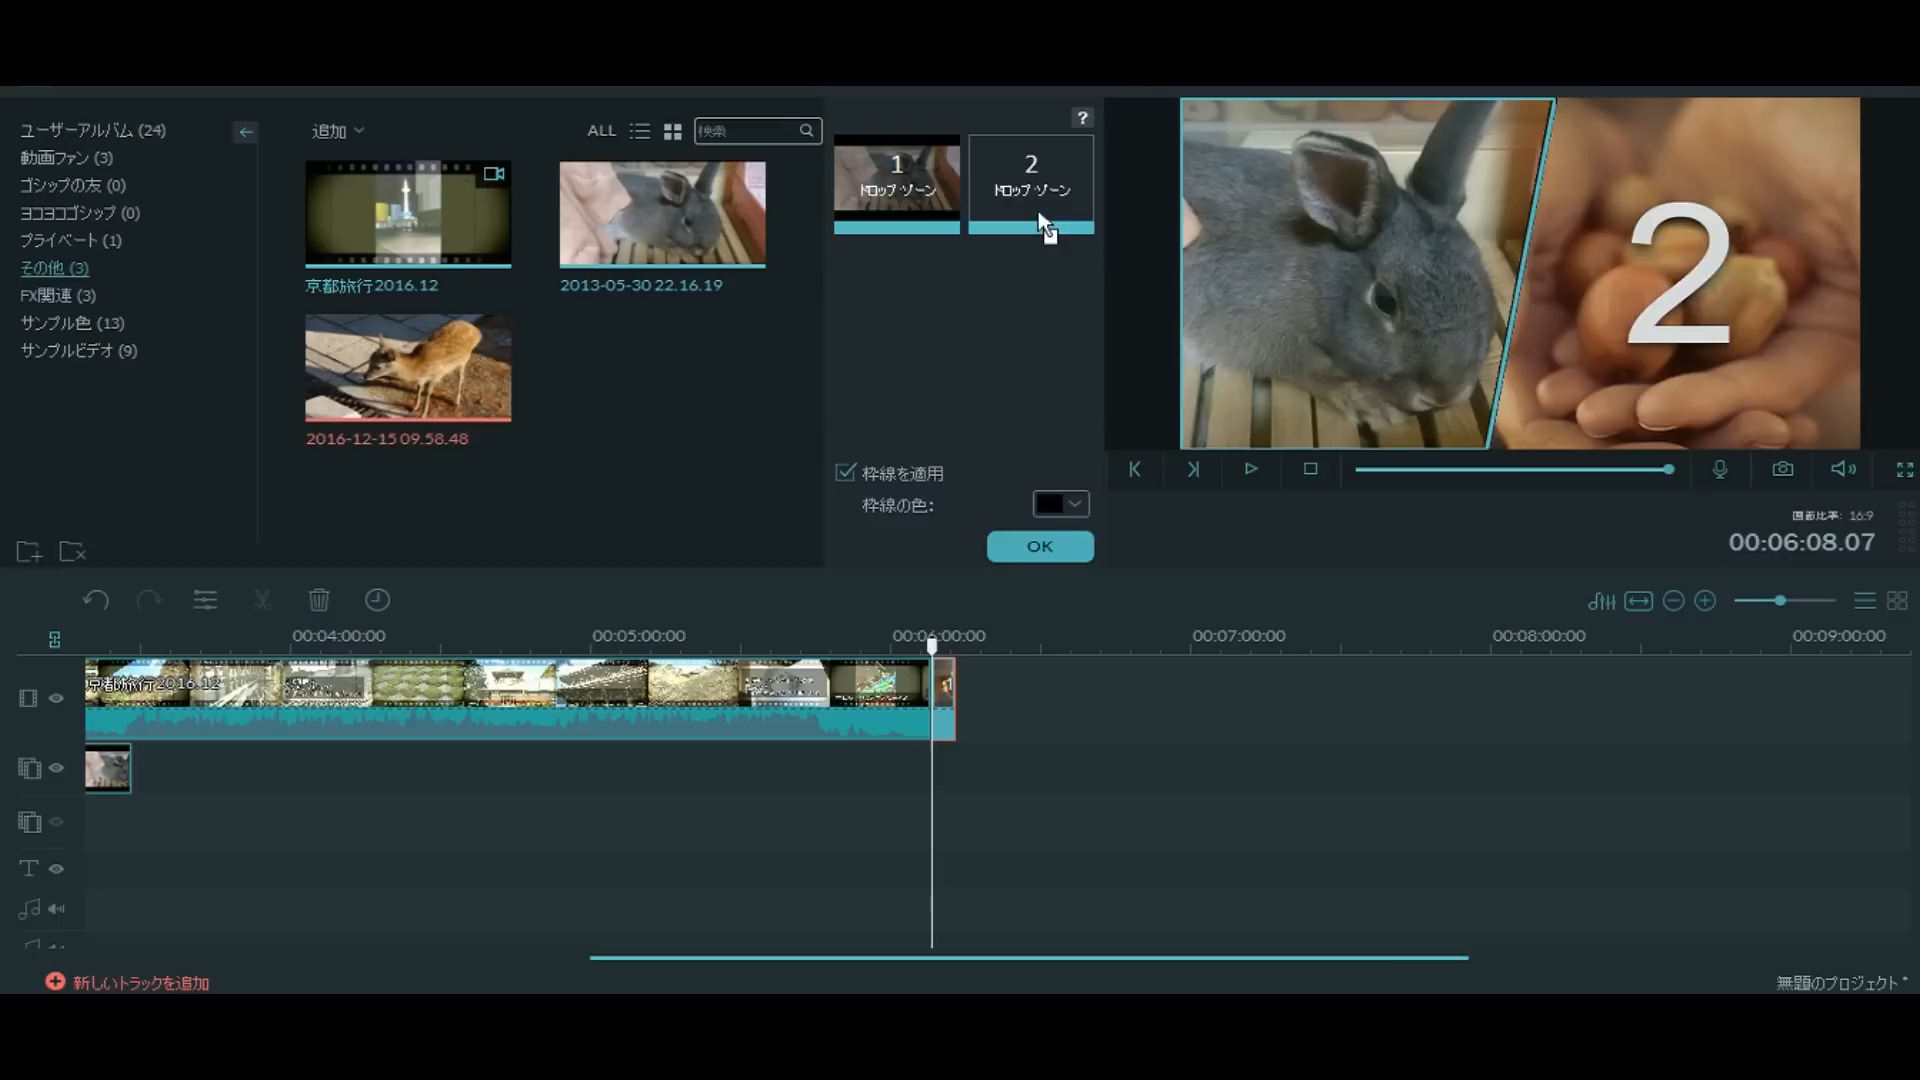 ユーザーアルバム (24)
動画ファン (3)
ゴシップの友 (0)
ヨコヨコゴシップ (0)
プライベート (1)
その他 (3)
FX関連 (3)
サンプル色 (13)
サンプルビデオ (9)
追加
ALL
検索
京都旅行2016.12
2013-05-30 22.16.19
2016-12-15 09.58.48
?
1
ドロップ ゾーン
2
ドロップ ゾーン
枠線を適用
枠線の色:
OK
2
画面比率: 16:9
00:06:08.07
00:04:00:00
00:05:00:00
00:06:00:00
00:07:00:00
00:08:00:00
00:09:00:00
京都旅行2016.12
T
新しいトラックを追加
無題のプロジェクト *